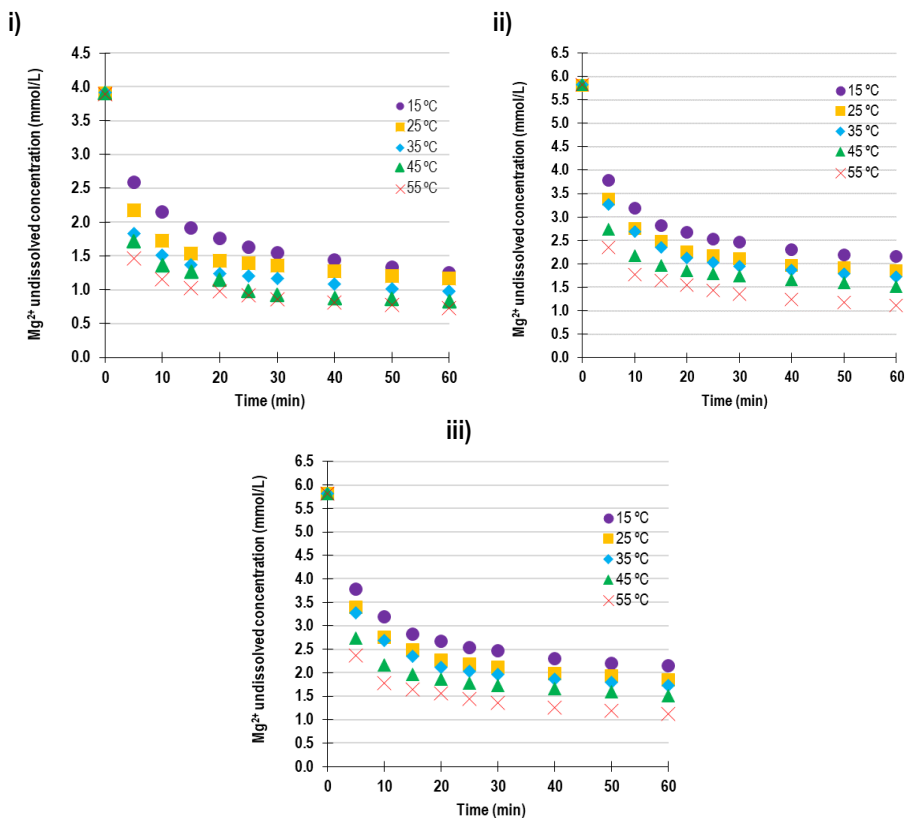 i)
Mg²⁺ undissolved concentration (mmol/L)
4.5
4.0
3.5
3.0
2.5
2.0
1.5
1.0
0.5
0.0
0 10 20 30 40 50 60
Time (min)
15 ºC
25 ºC
35 ºC
45 ºC
55 ºC
ii)
Mg²⁺ undissolved concentration (mmol/L)
6.5
6.0
5.5
5.0
4.5
4.0
3.5
3.0
2.5
2.0
1.5
1.0
0.5
0.0
0 10 20 30 40 50 60
Time (min)
15 ºC
25 ºC
35 ºC
45 ºC
55 ºC
iii)
Mg²⁺ undissolved concentration (mmol/L)
6.5
6.0
5.5
5.0
4.5
4.0
3.5
3.0
2.5
2.0
1.5
1.0
0.5
0.0
0 10 20 30 40 50 60
Time (min)
15 ºC
25 ºC
35 ºC
45 ºC
55 ºC